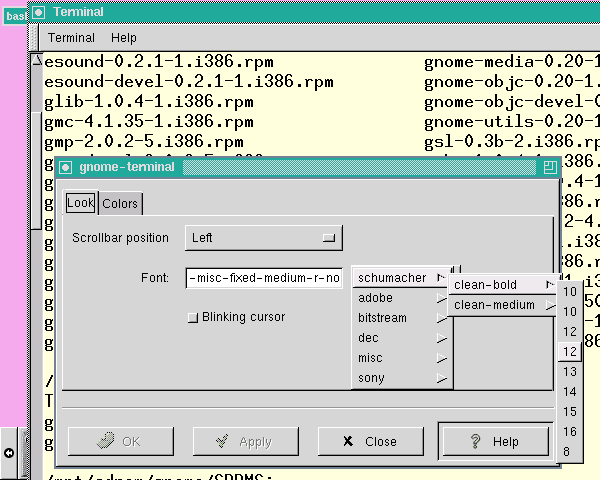 bas
Terminal
Terminal Help
esound-0.2.1-1.i386.rpm gnome-media-0.20-1
esound-devel-0.2.1-1.i386.rpm gnome-objc-0.20-1.
glib-1.0.4-1.i386.rpm gnome-objc-devel-0
gmc-4.1.35-1.i386.rpm gnome-utils-0.20-1
gmp-2.0.2-5.i386.rpm gsl-0.3b-2.i386.rp
gnome-terminal
Look Colors
Scrollbar position Left
Font: -misc-fixed-medium-r-no
Blinking cursor
schumacher
adobe
bitstream
dec
misc
sony
clean-bold
clean-medium
10
10
12
12
13
14
15
16
8
OK Apply Close Help